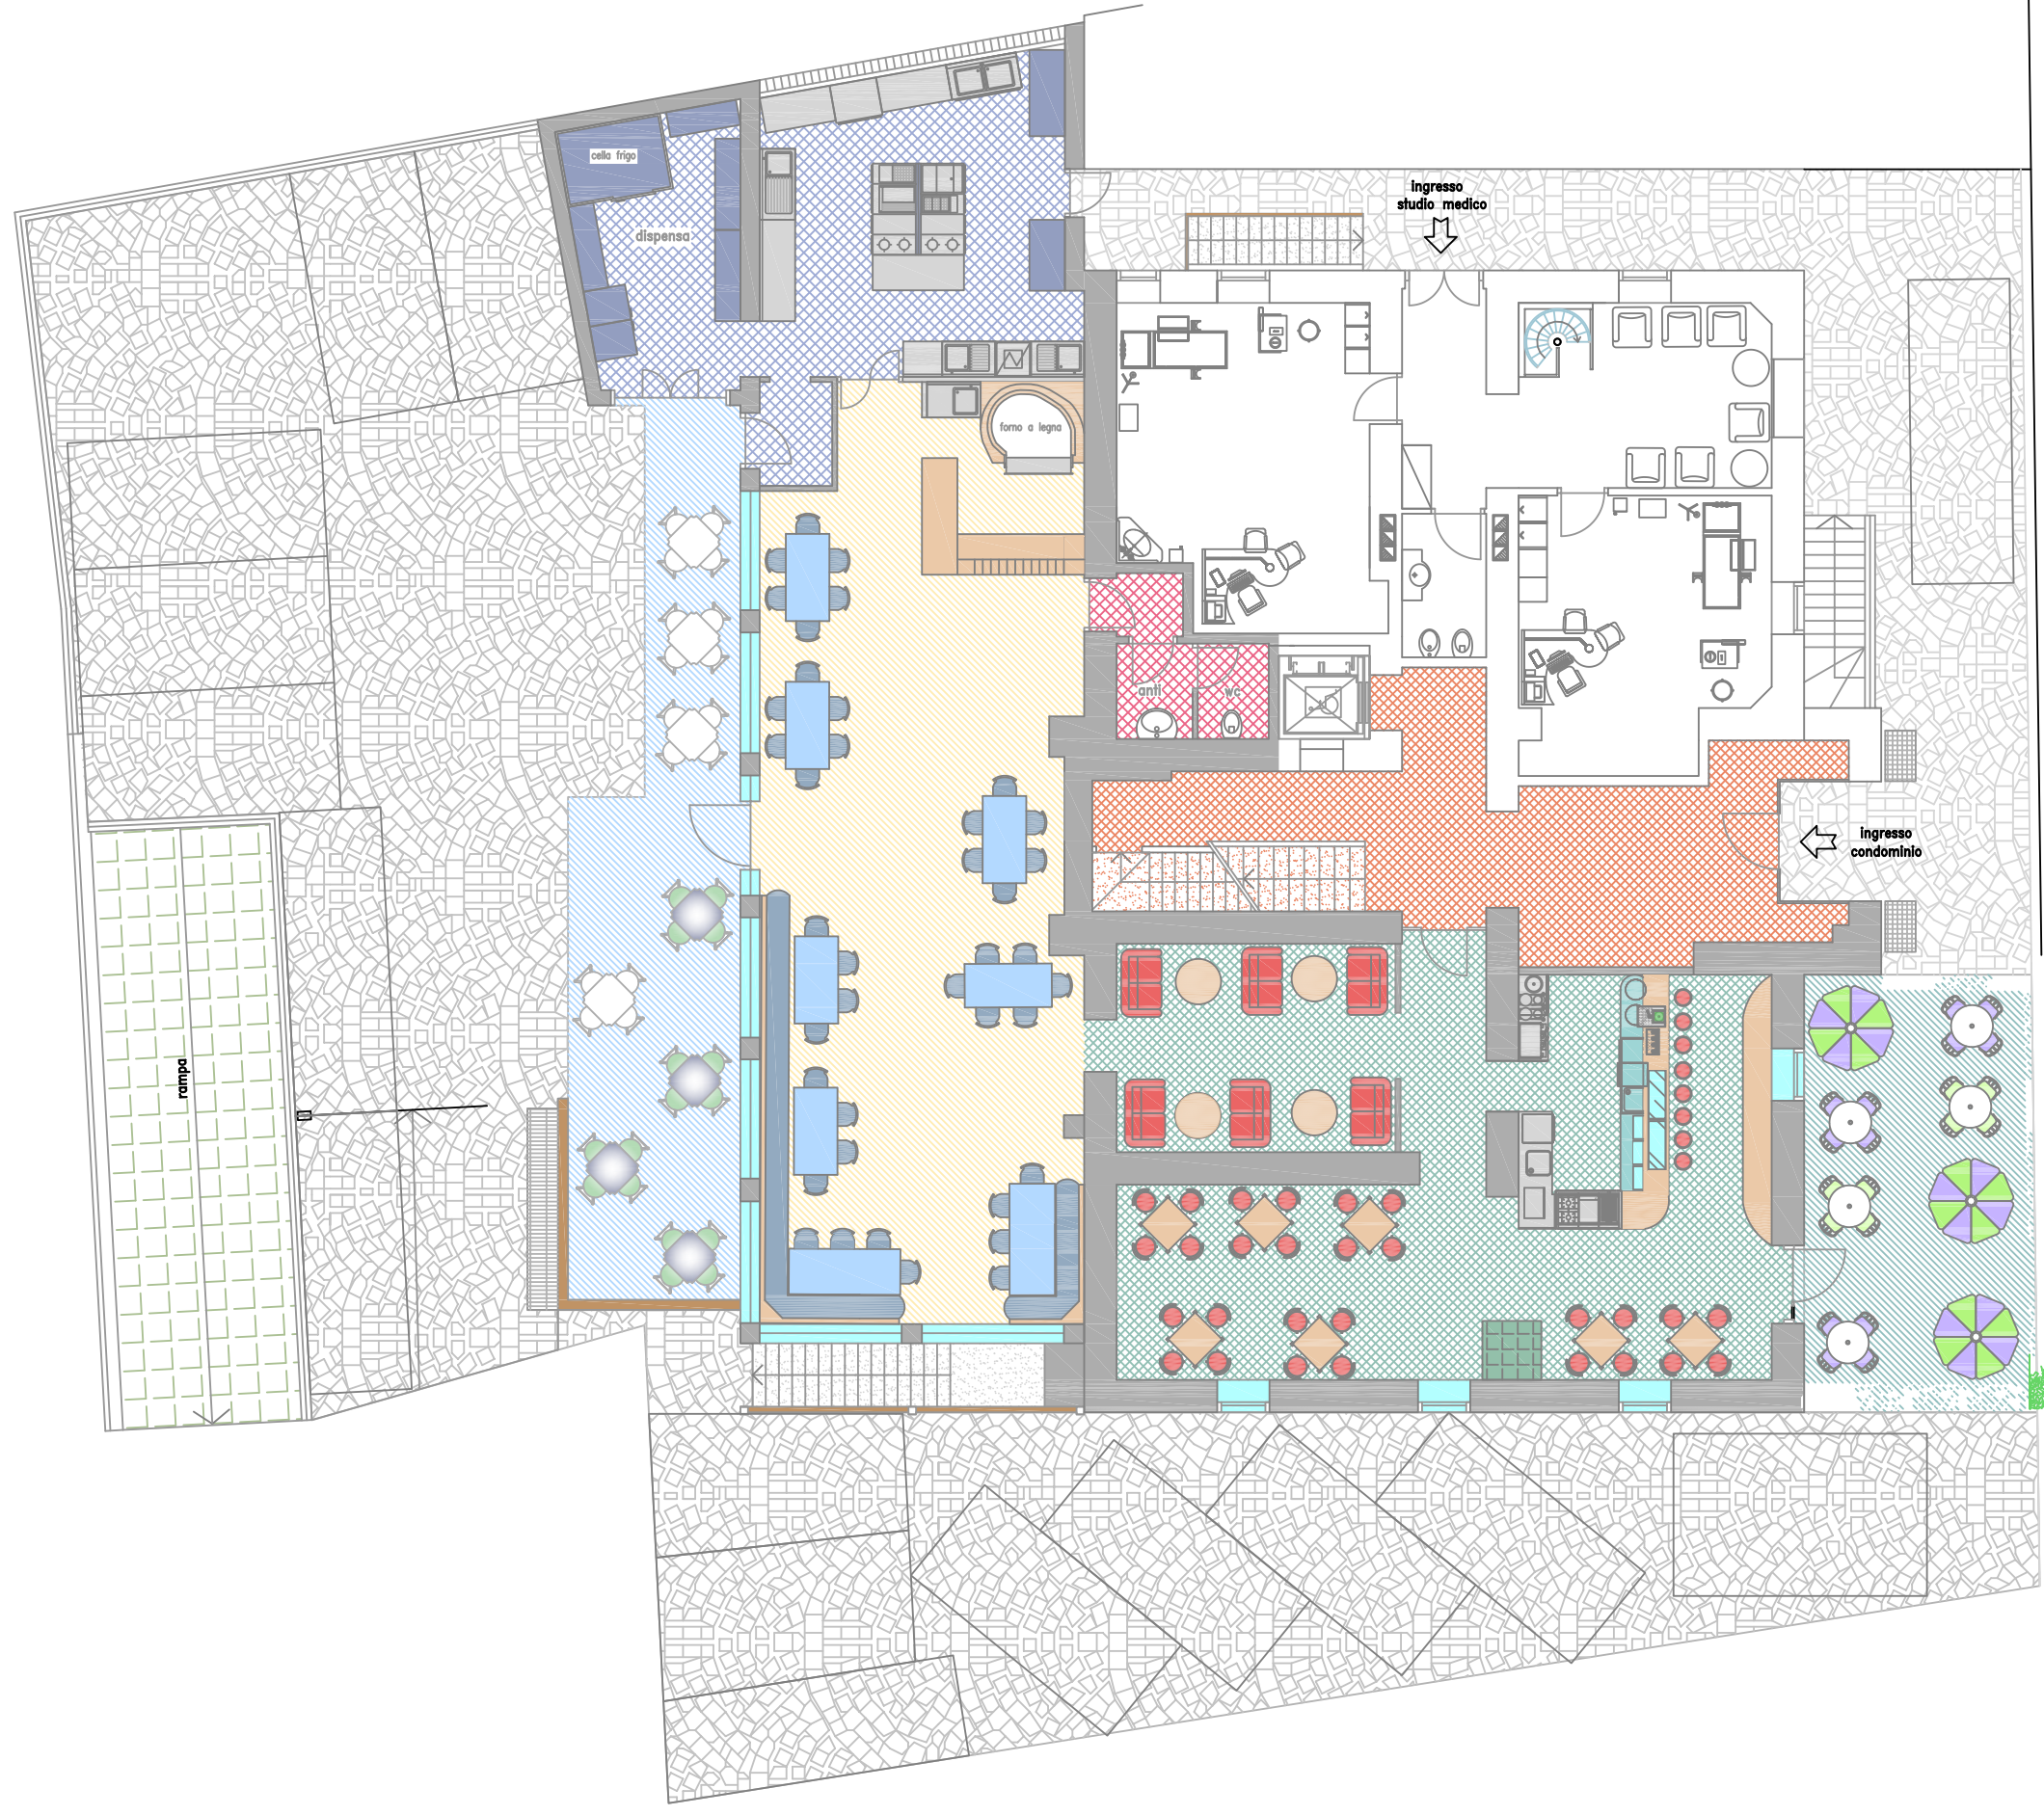 cella frigo
ingresso
studio medico
dispensa
forno a legna
anti
wc
ingresso
condominio
rampa